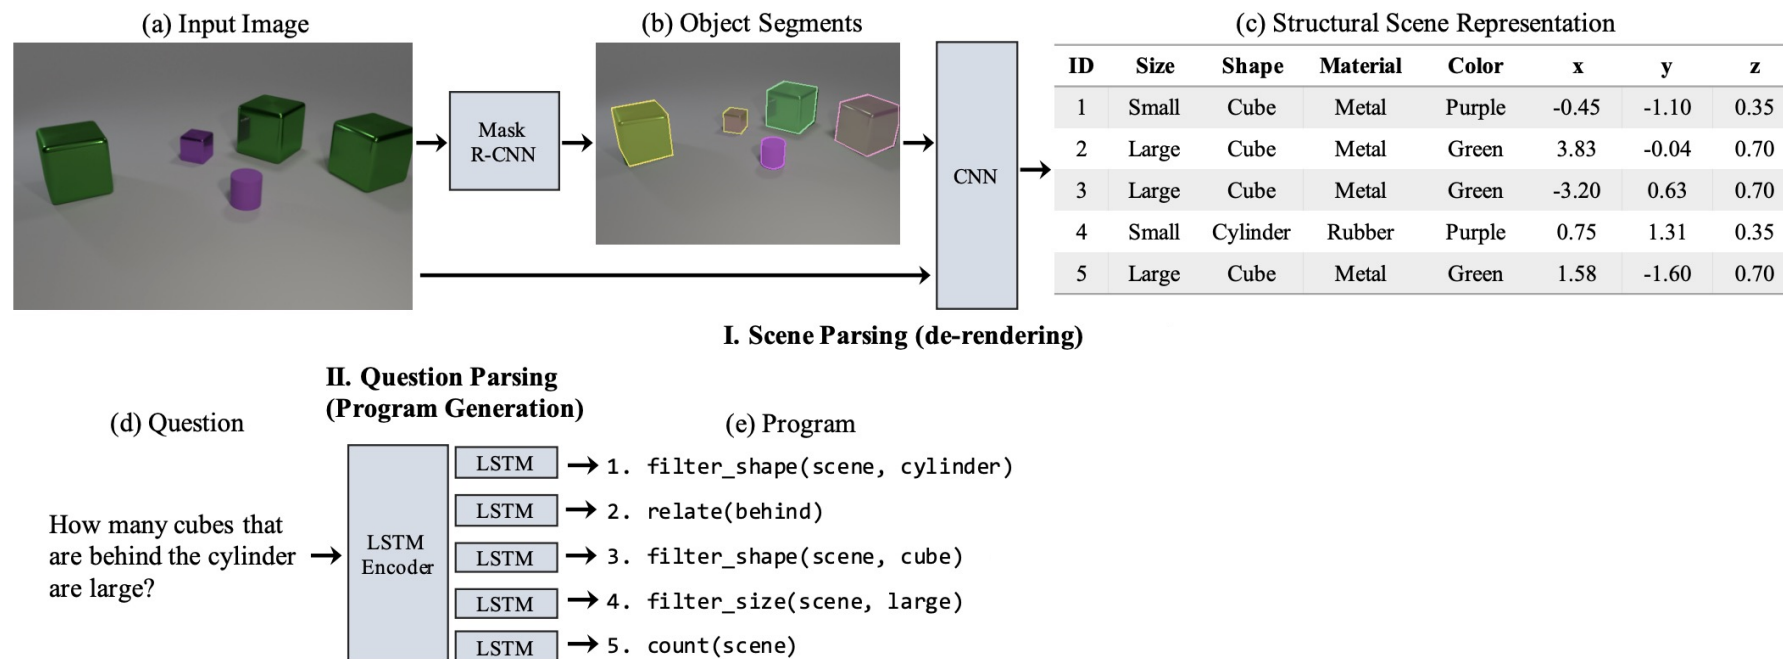 (a) Input Image
(b) Object Segments
(c) Structural Scene Representation
Mask
R-CNN
CNN
ID Size Shape Material Color x y z
1 Small Cube Metal Purple -0.45 -1.10 0.35
2 Large Cube Metal Green 3.83 -0.04 0.70
3 Large Cube Metal Green -3.20 0.63 0.70
4 Small Cylinder Rubber Purple 0.75 1.31 0.35
5 Large Cube Metal Green 1.58 -1.60 0.70
I. Scene Parsing (de-rendering)
II. Question Parsing
(Program Generation)
(d) Question
(e) Program
How many cubes that
are behind the cylinder
are large?
LSTM
Encoder
LSTM
1. filter_shape(scene, cylinder)
LSTM
2. relate(behind)
LSTM
3. filter_shape(scene, cube)
LSTM
4. filter_size(scene, large)
LSTM
5. count(scene)